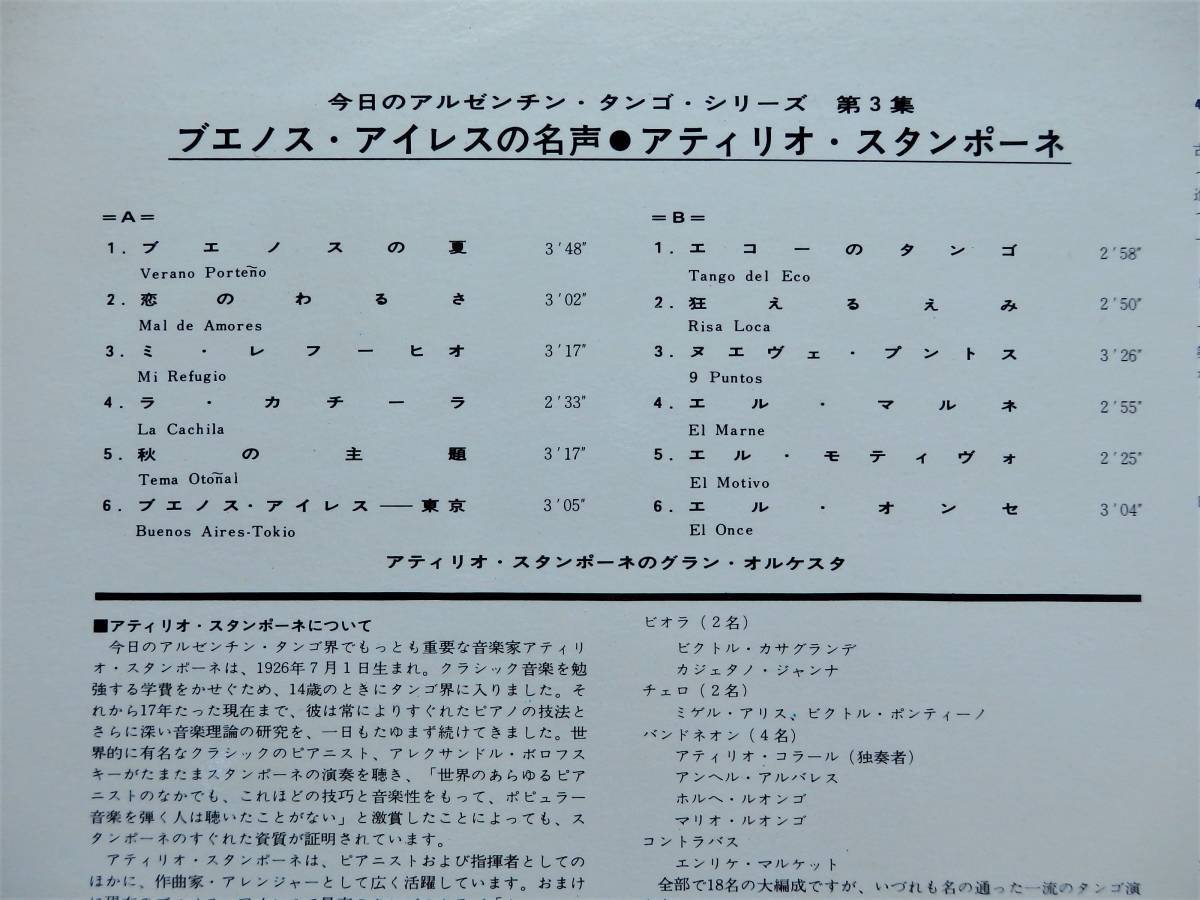 今日のアルゼンチン・タンゴ・シリーズ 第3集
ブエノス・アイレスの名声●アティリオ・スタンポーネ
=A=
1. ブエノスの夏 3′48″
Verano Porteño
2. 恋のわるさ 3′02″
Mal de Amores
3. ミ・レフーヒオ 3′17″
Mi Refugio
4. ラ・カチーラ 2′33″
La Cachila
5. 秋の主題 3′17″
Tema Otoñal
6. ブエノス・アイレス——東京 3′05″
Buenos Aires-Tokio
=B=
1. エコーのタンゴ 2′58″
Tango del Eco
2. 狂えるえみ 2′50″
Risa Loca
3. ヌエヴェ・プントス 3′26″
9 Puntos
4. エル・マルネ 2′55″
El Marne
5. エル・モティヴォ 2′25″
El Motivo
6. エル・オンセ 3′04″
El Once
アティリオ・スタンポーネのグラン・オルケスタ
■アティリオ・スタンポーネについて
今日のアルゼンチン・タンゴ界でもっとも重要な音楽家アティリ
オ・スタンポーネは、1926年7月1日生まれ。クラシック音楽を勉
強する学費をかせぐため、14歳のときにタンゴ界に入りました。そ
れから17年たった現在まで、彼は常によりすぐれたピアノの技法と
さらに深い音楽理論の研究を、一日もたゆまず続けてきました。世
界的に有名なクラシックのピアニスト、アレクサンドル・ボロフス
キーがたまたまスタンポーネの演奏を聴き、「世界のあらゆるピア
ニストのなかでも、これほどの技巧と音楽性をもって、ポピュラー
音楽を弾く人は聴いたことがない」と激賞したことによっても、ス
タンポーネのすぐれた資質が証明されています。
アティリオ・スタンポーネは、ピアニストおよび指揮者としての
ほかに、作曲家・アレンジャーとして広く活躍しています。おまけ
ビオラ(2名)
ビクトル・カサグランデ
カジェタノ・ジャンナ
チェロ(2名)
ミゲル・アリス、ビクトル・ポンティーノ
バンドネオン(4名)
アティリオ・コラール(独奏者)
アンヘル・アルバレス
ホルヘ・ルオンゴ
マリオ・ルオンゴ
コントラバス
エンリケ・マルケット
全部で18名の大編成ですが、いづれも名の通った一流のタンゴ演